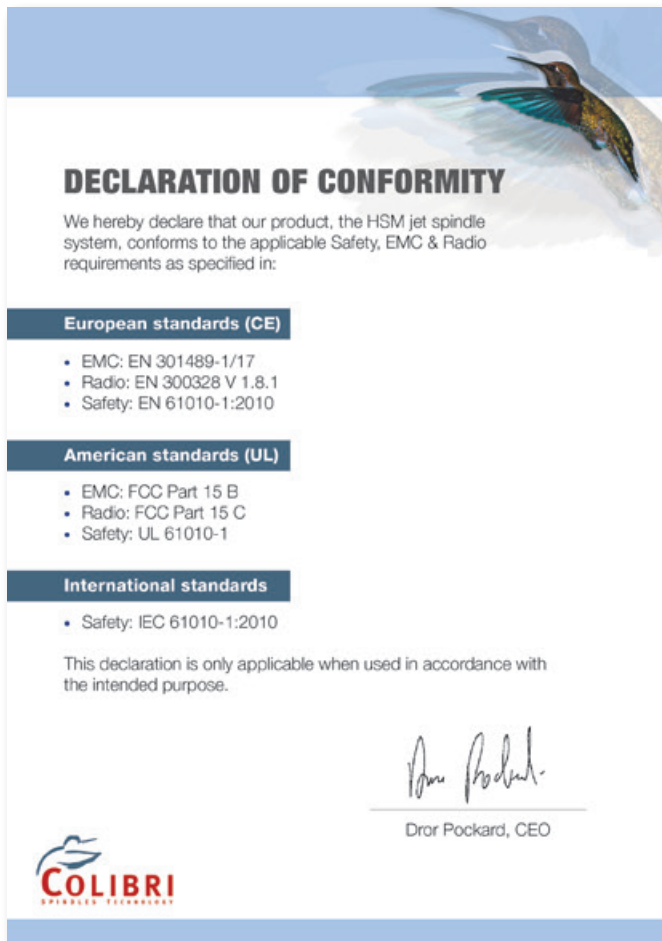 DECLARATION OF CONFORMITY
We hereby declare that our product, the HSM jet spindle
system, conforms to the applicable Safety, EMC & Radio
requirements as specified in:
European standards (CE)
• EMC: EN 301489-1/17
• Radio: EN 300328 V 1.8.1
• Safety: EN 61010-1:2010
American standards (UL)
• EMC: FCC Part 15 B
• Radio: FCC Part 15 C
• Safety: UL 61010-1
International standards
• Safety: IEC 61010-1:2010
This declaration is only applicable when used in accordance with
the intended purpose.
Dror Pockard, CEO
COLIBRI
SPINDLES TECHNOLOGY